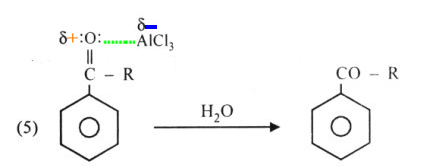 δ–
δ+:O:......AlCl₃
||
C – R
CO – R
(5)
H₂O